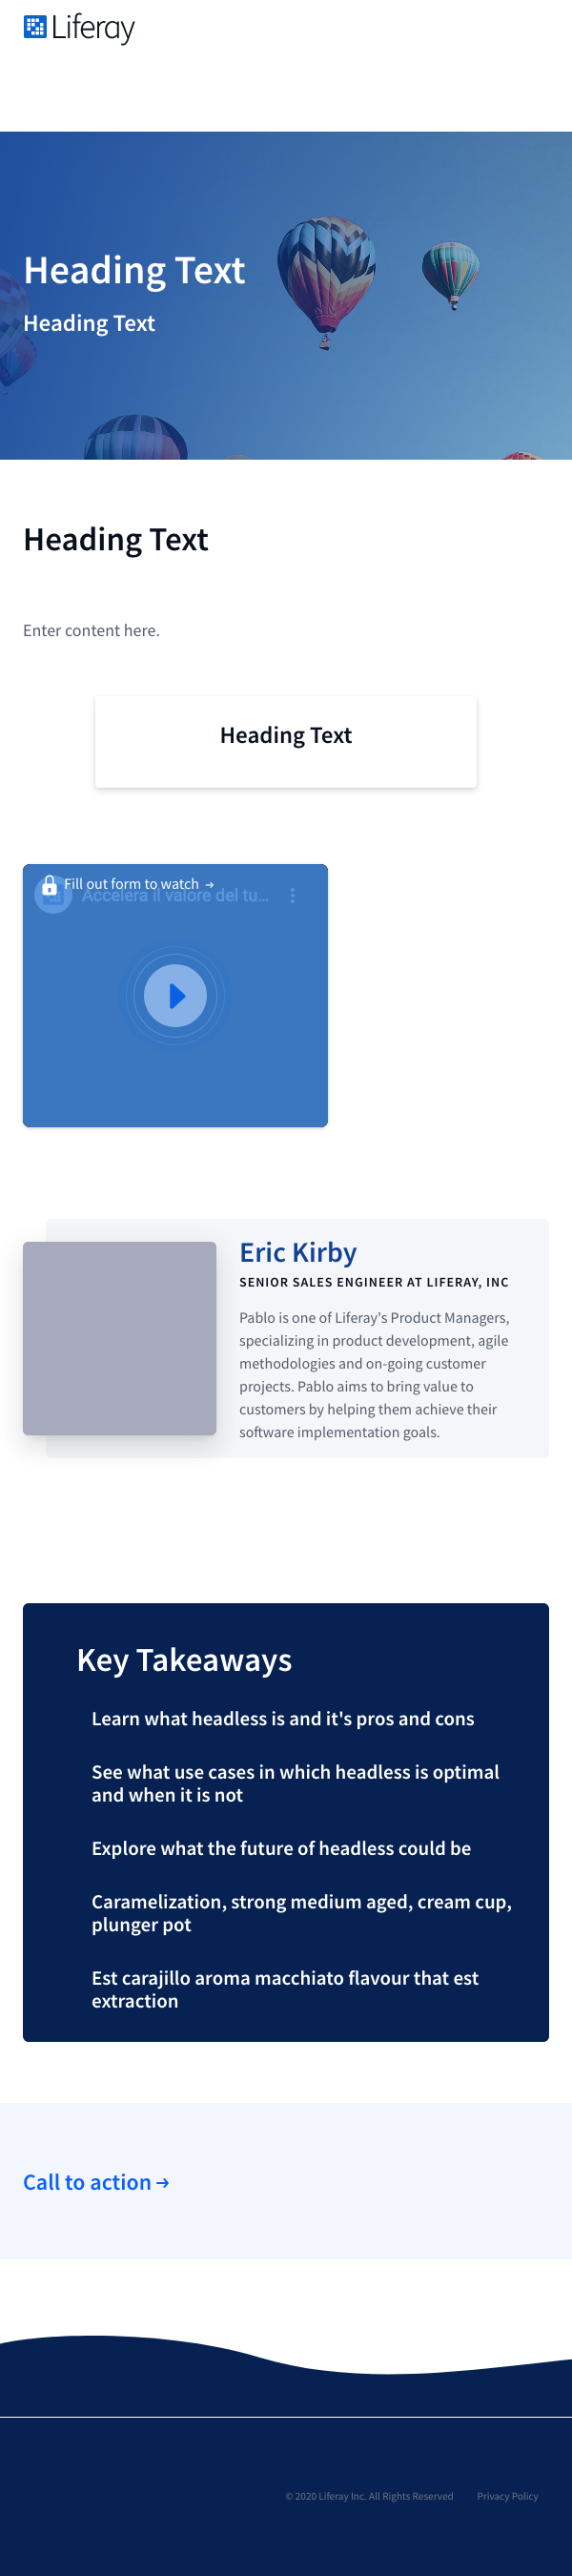 Liferay
Heading Text
Heading Text
Heading Text
Enter content here.
Heading Text
Fill out form to watch →
Accelera il valore del tu...
Eric Kirby
SENIOR SALES ENGINEER AT LIFERAY, INC
Pablo is one of Liferay's Product Managers,
specializing in product development, agile
methodologies and on-going customer
projects. Pablo aims to bring value to
customers by helping them achieve their
software implementation goals.
Key Takeaways
Learn what headless is and it's pros and cons
See what use cases in which headless is optimal
and when it is not
Explore what the future of headless could be
Caramelization, strong medium aged, cream cup,
plunger pot
Est carajillo aroma macchiato flavour that est
extraction
Call to action →
© 2020 Liferay Inc. All Rights Reserved Privacy Policy